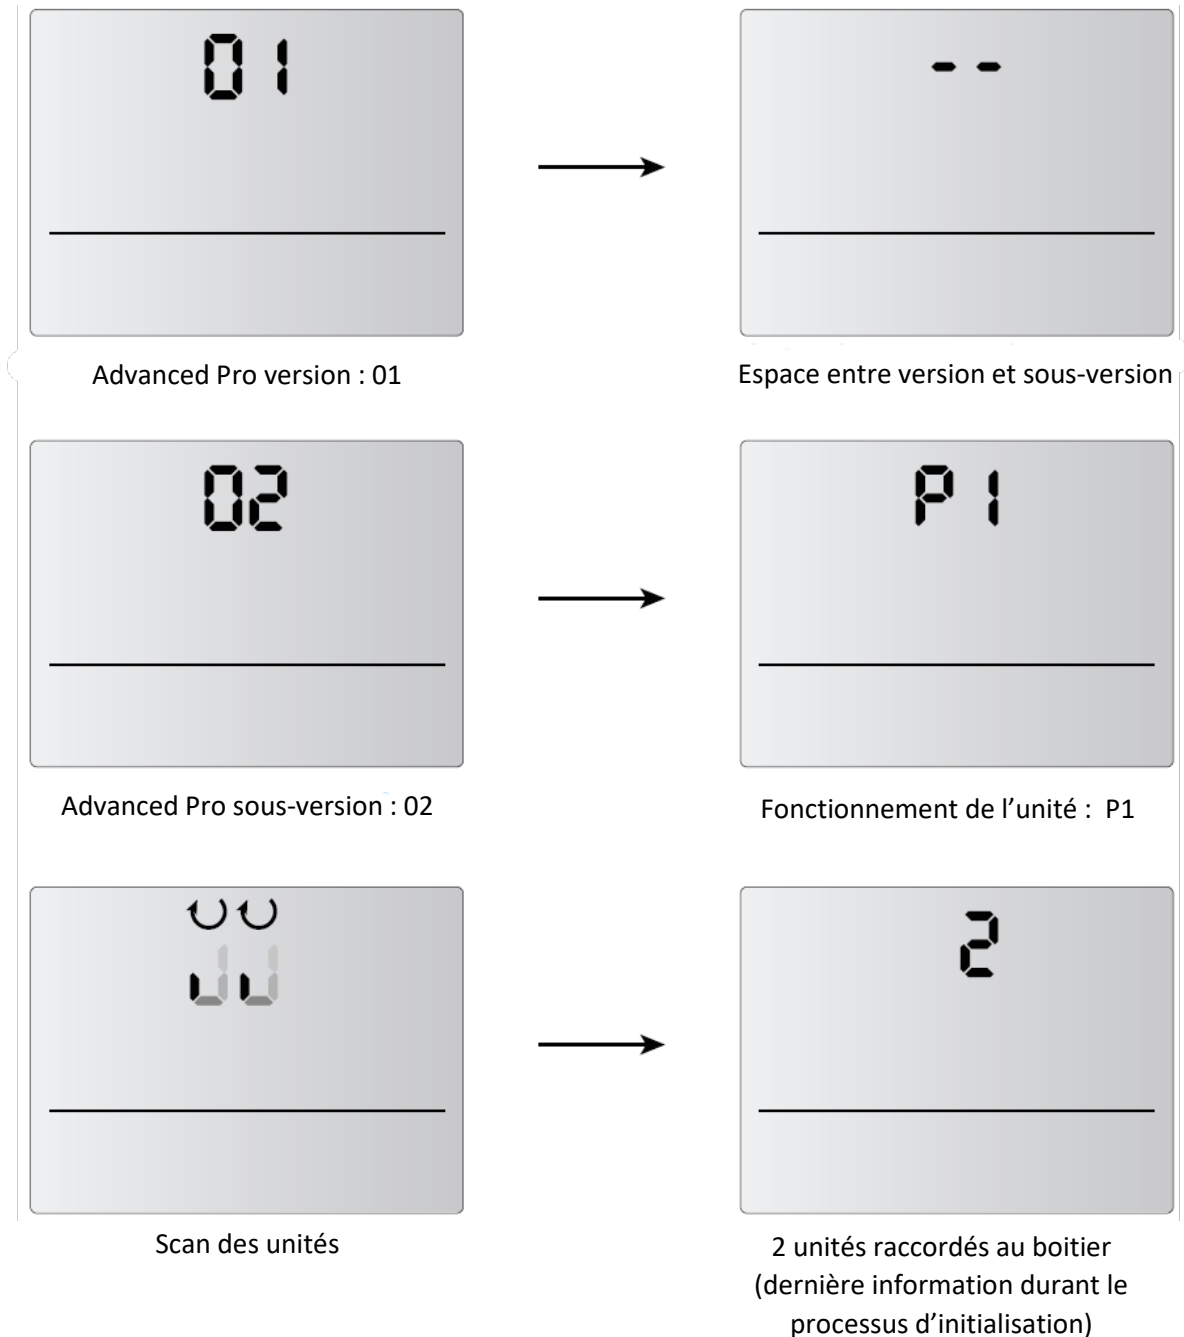 01
--
Advanced Pro version : 01
Espace entre version et sous-version
02
P1
Advanced Pro sous-version : 02
Fonctionnement de l’unité :  P1
2
Scan des unités
2 unités raccordés au boitier
(dernière information durant le
processus d’initialisation)